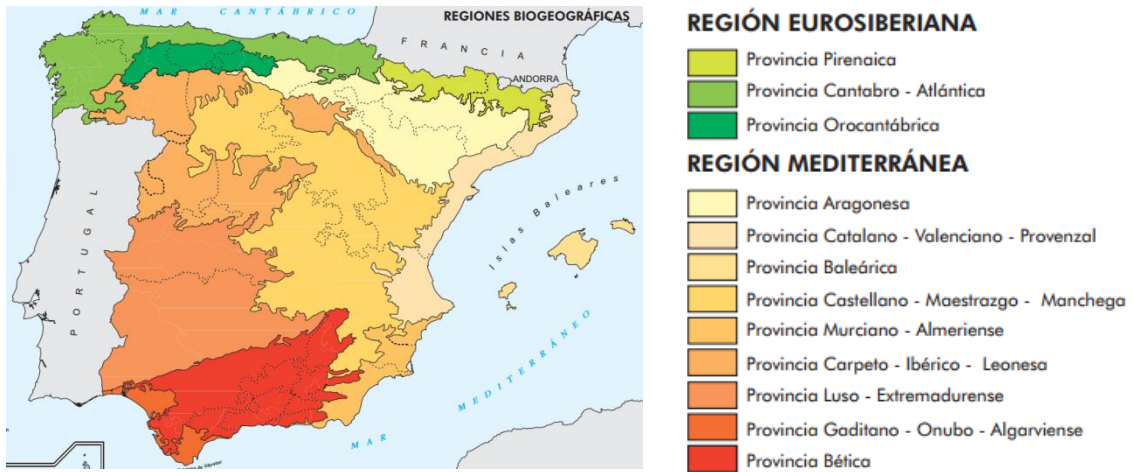 MAR CANTÁBRICO
REGIONES BIOGEOGRÁFICAS
FRANCIA
ANDORRA
PORTUGAL
Islas Baleares
MAR MEDITERRÁNEO
REGIÓN EUROSIBERIANA
Provincia Pirenaica
Provincia Cantabro - Atlántica
Provincia Orocantábrica
REGIÓN MEDITERRÁNEA
Provincia Aragonesa
Provincia Catalano - Valenciano - Provenzal
Provincia Baleárica
Provincia Castellano - Maestrazgo - Manchega
Provincia Murciano - Almeriense
Provincia Carpeto - Ibérico - Leonesa
Provincia Luso - Extremadurense
Provincia Gaditano - Onubo - Algarviense
Provincia Bética